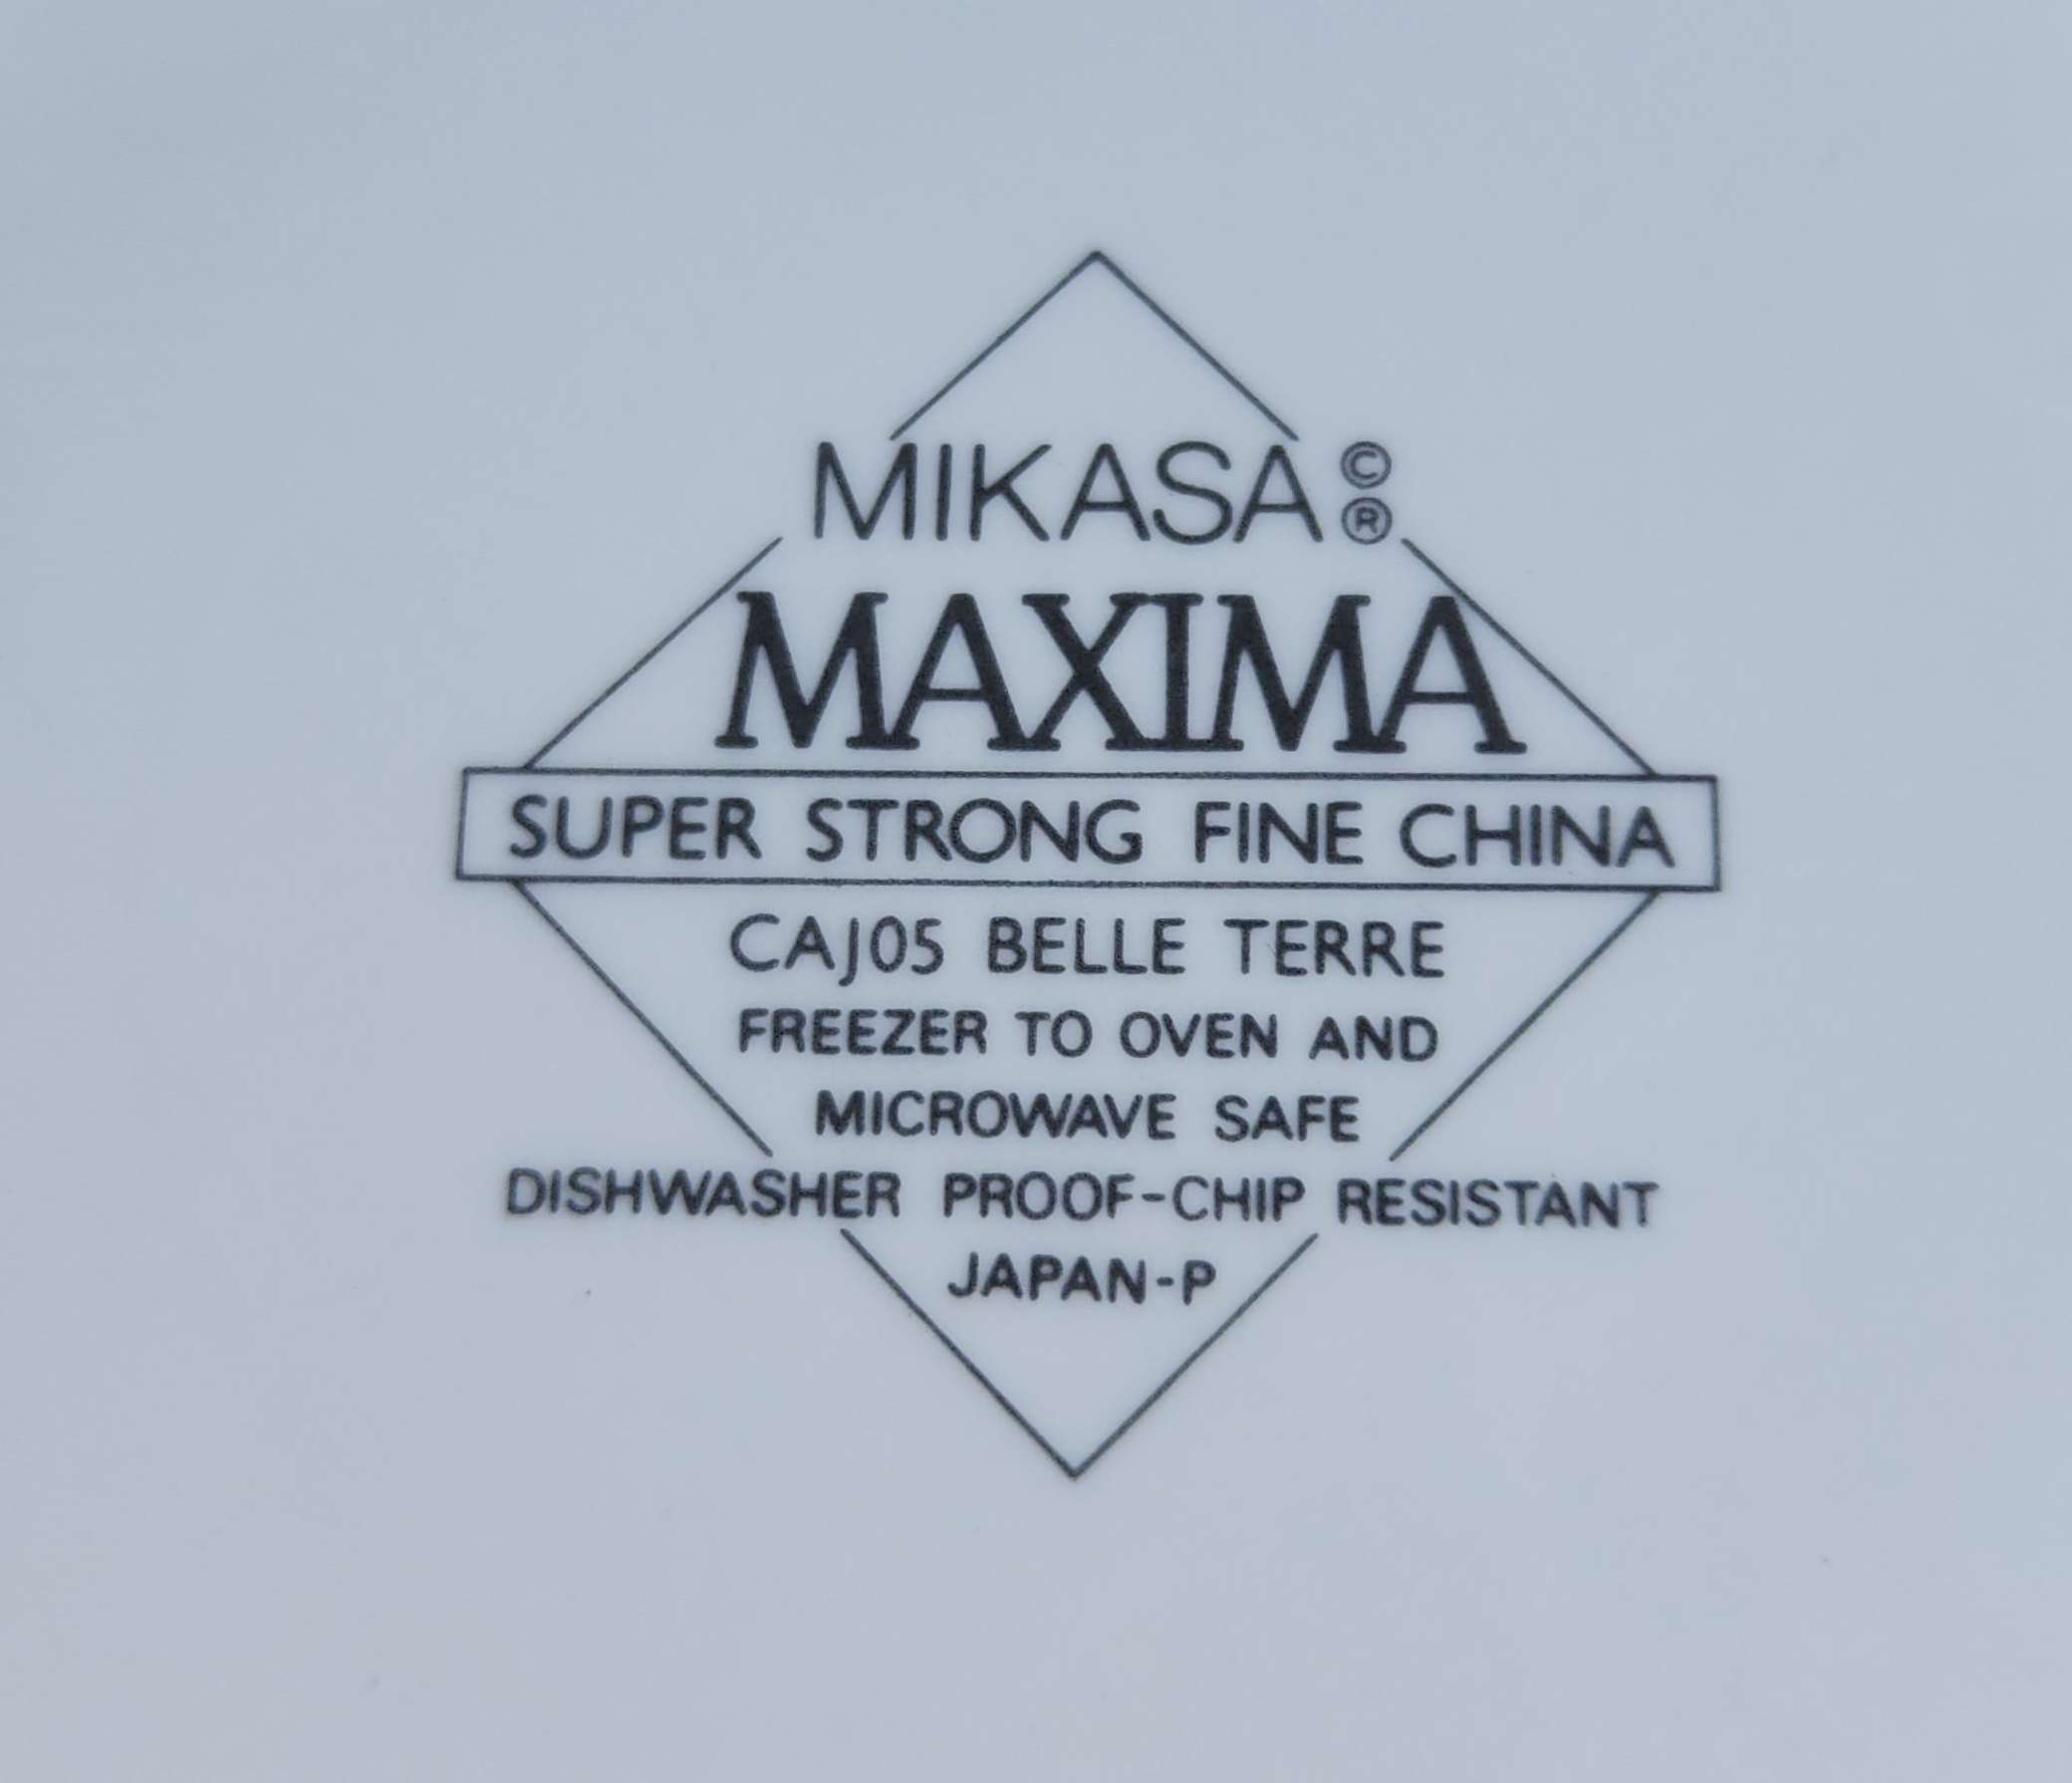 MIKASA ©
®
MAXIMA
SUPER STRONG FINE CHINA
CAJ05 BELLE TERRE
FREEZER TO OVEN AND
MICROWAVE SAFE
DISHWASHER PROOF-CHIP RESISTANT
JAPAN-P